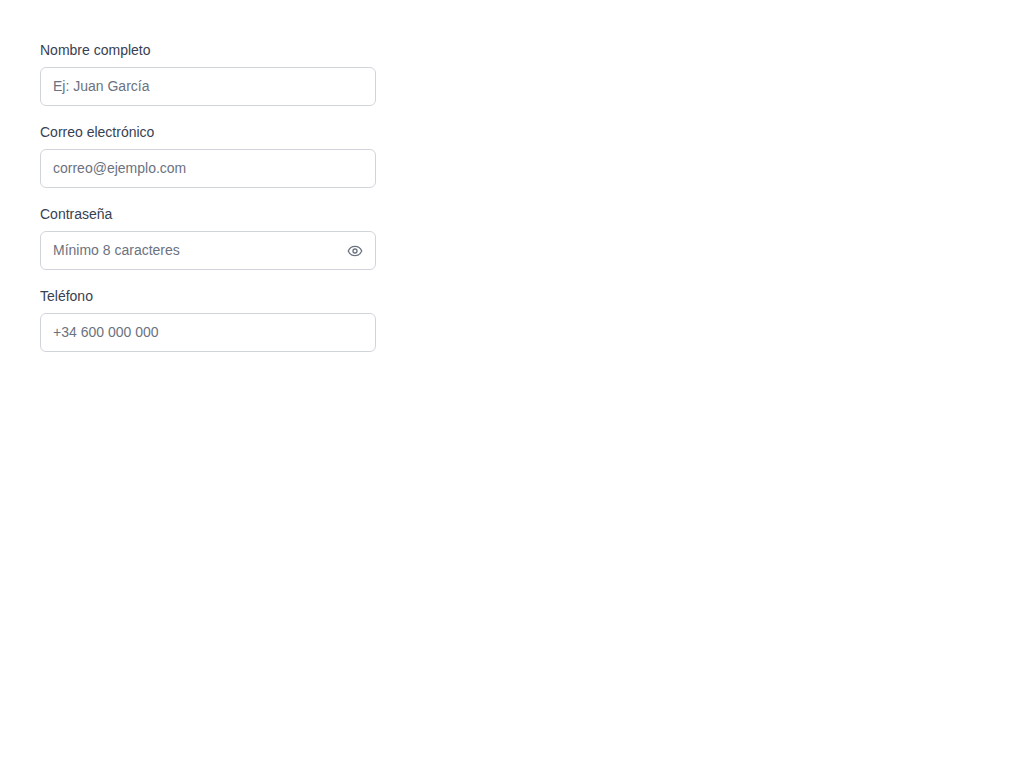 Nombre completo
Ej: Juan García
Correo electrónico
correo@ejemplo.com
Contraseña
Mínimo 8 caracteres
Teléfono
+34 600 000 000